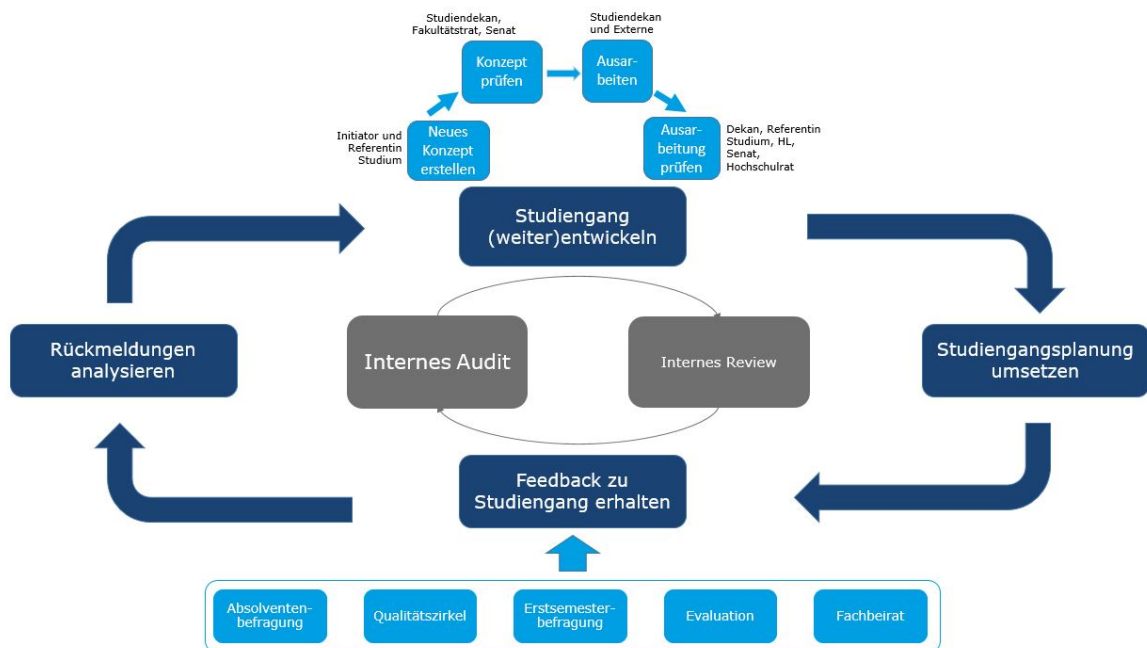 Studiendekan,
Fakultätstrat, Senat
Studiendekan
und Externe
Konzept
prüfen
Ausar-
beiten
Initiator und
Referentin
Studium
Neues
Konzept
erstellen
Ausar-
beitung
prüfen
Dekan, Referentin
Studium, HL,
Senat,
Hochschulrat
Studiengang
(weiter)entwickeln
Rückmeldungen
analysieren
Internes Audit
Internes Review
Studiengangsplanung
umsetzen
Feedback zu
Studiengang erhalten
Absolventen-
befragung
Qualitätszirkel
Erstsemester-
befragung
Evaluation
Fachbeirat